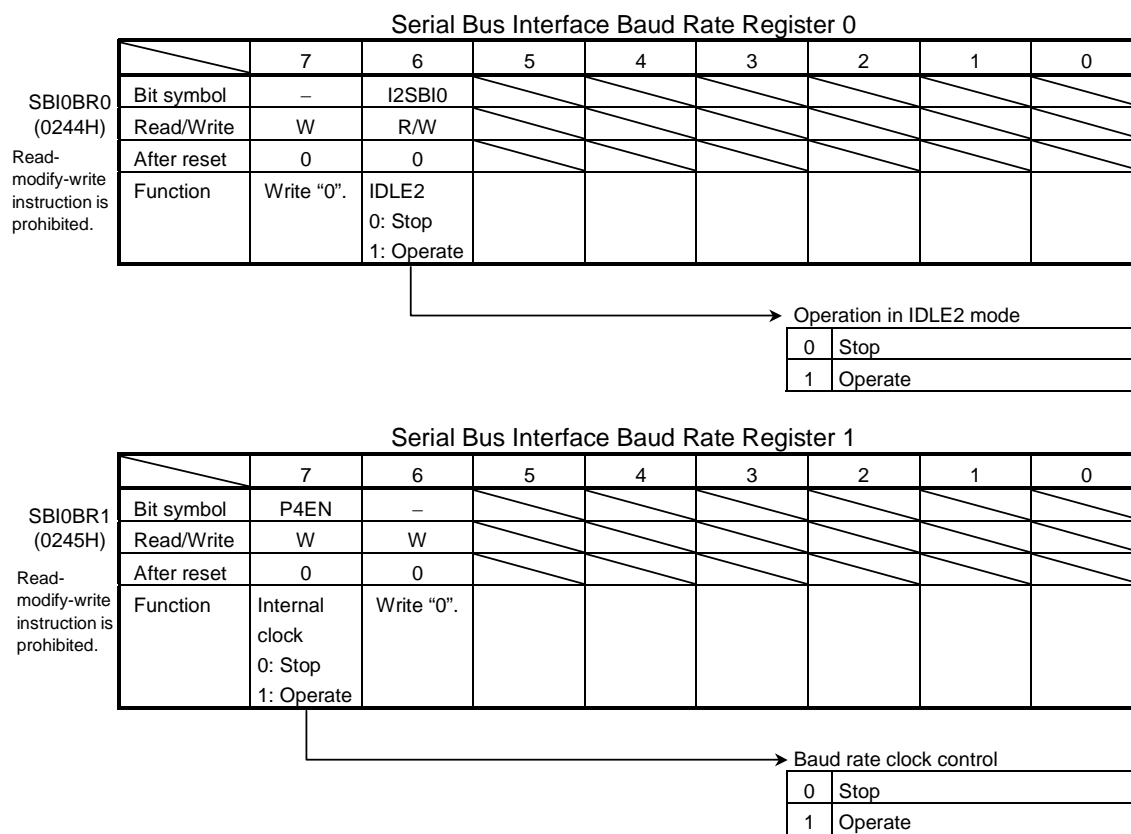 Serial Bus Interface Baud Rate Register 0
7 6 5 4 3 2 1 0
SBI0BR0
(0244H)
Read-
modify-write
instruction is
prohibited.
Bit symbol − I2SBI0
Read/Write W R/W
After reset 0 0
Function Write “0”. IDLE2
0: Stop
1: Operate
Operation in IDLE2 mode
0 Stop
1 Operate
Serial Bus Interface Baud Rate Register 1
7 6 5 4 3 2 1 0
SBI0BR1
(0245H)
Read-
modify-write
instruction is
prohibited.
Bit symbol P4EN −
Read/Write W W
After reset 0 0
Function Internal Write “0”.
clock
0: Stop
1: Operate
Baud rate clock control
0 Stop
1 Operate